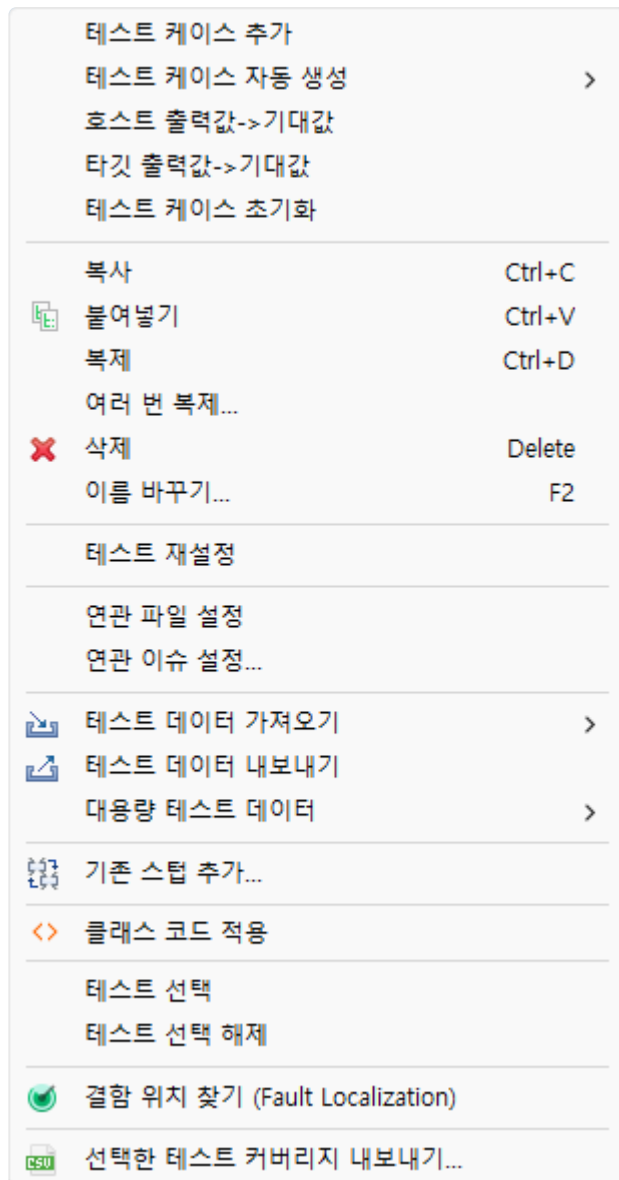 테스트 케이스 추가
테스트 케이스 자동 생성
호스트 출력값->기대값
타깃 출력값->기대값
테스트 케이스 초기화
복사 Ctrl+C
붙여넣기 Ctrl+V
복제 Ctrl+D
여러 번 복제...
삭제 Delete
이름 바꾸기... F2
테스트 재설정
연관 파일 설정
연관 이슈 설정...
테스트 데이터 가져오기
테스트 데이터 내보내기
대용량 테스트 데이터
기존 스텁 추가...
클래스 코드 적용
테스트 선택
테스트 선택 해제
결함 위치 찾기 (Fault Localization)
CSV 선택한 테스트 커버리지 내보내기...